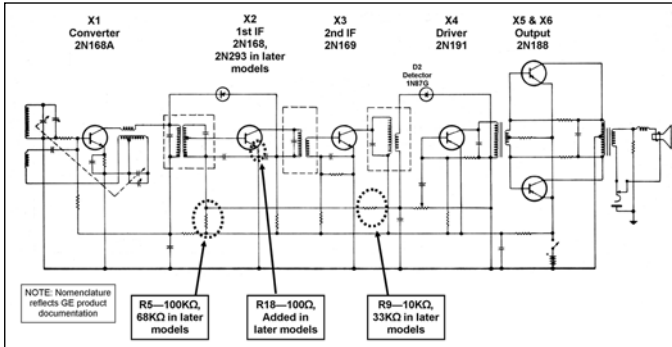 X1
Converter
2N168A
X2
1st IF
2N168,
2N293 in later
models
X3
2nd IF
2N169
X4
Driver
2N191
X5 & X6
Output
2N188
D2
Detector
1N87G
NOTE: Nomenclature
reflects GE product
documentation
R5—100KΩ,
68KΩ in later
models
R18—100Ω,
Added in
later models
R9—10KΩ,
33KΩ in later
models